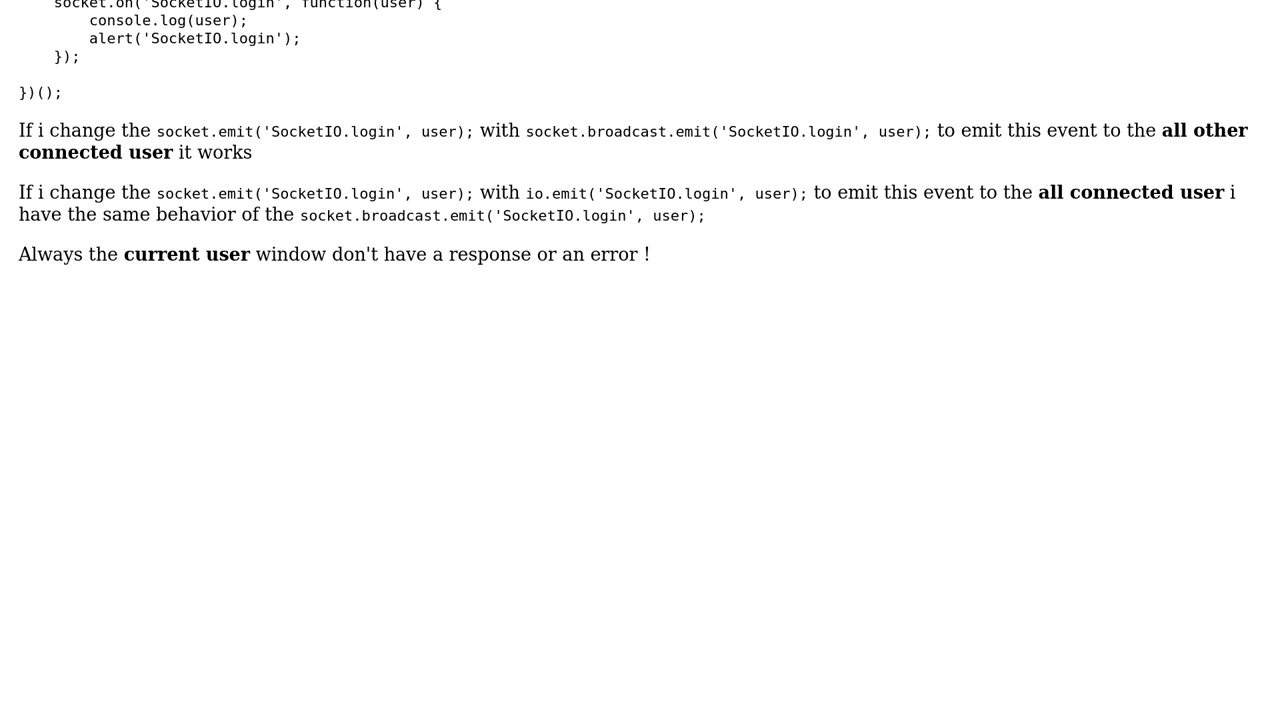 socket.on('SocketIO.login', function(user) {
console.log(user);
alert('SocketIO.login');
});
})();
If i change the socket.emit('SocketIO.login', user); with socket.broadcast.emit('SocketIO.login', user); to emit this event to the all other
connected user it works
If i change the socket.emit('SocketIO.login', user); with io.emit('SocketIO.login', user); to emit this event to the all connected user i
have the same behavior of the socket.broadcast.emit('SocketIO.login', user);
Always the current user window don't have a response or an error !